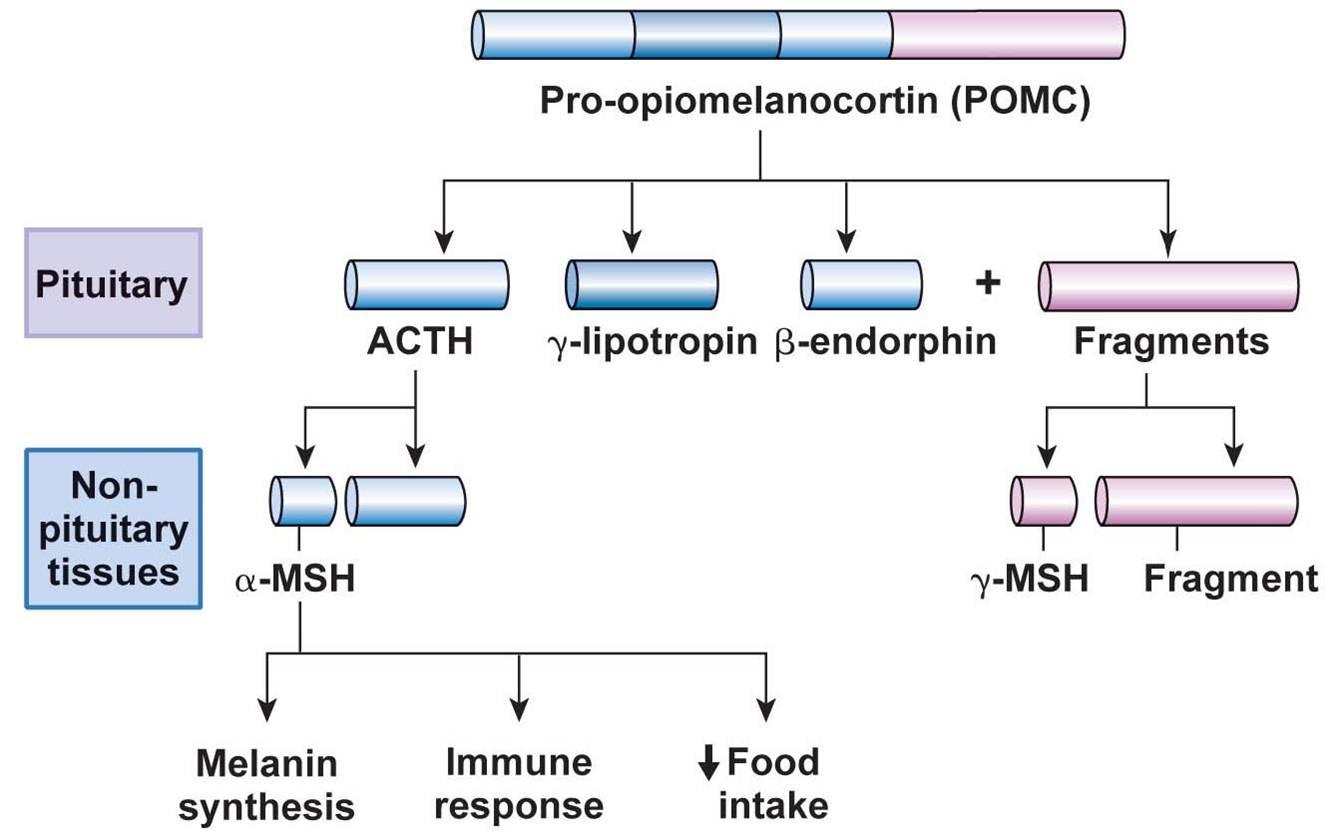 Pro-opiomelanocortin (POMC)
Pituitary
ACTH
γ-lipotropin
β-endorphin
+
Fragments
Non-
pituitary
tissues
α-MSH
γ-MSH
Fragment
Melanin
synthesis
Immune
response
↓ Food
intake